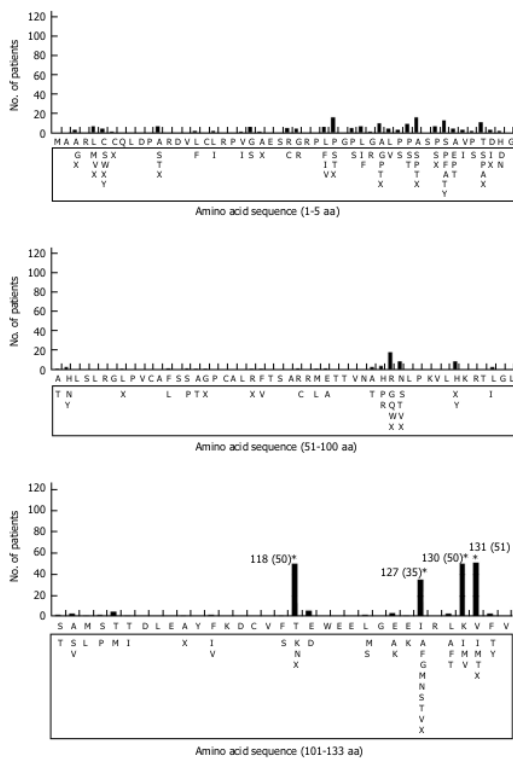 No. of patients
120
100
80
60
40
20
0
M A A R L C C Q L D P A R D V L C L R P V G A E S R G R P L P G P L G A L P P A S P S A V P T D H G
G M S X S F I I S X C R F S S I R G V S S S S P E I S S X D
X V W T I T F P T P X F P P N
X X X V X T T A T A
Y X X T X
Y
Amino acid sequence (1-5 aa)
No. of patients
120
100
80
60
40
20
0
A H L S L R G L P V C A F S S A G P C A L R F T S A R R M E T T V N A H R N L P K V L H K R T L G L
T N X L P T X X V C L A T P G S X I
Y R Q T Y
W V
X X
Amino acid sequence (51-100 aa)
No. of patients
120
100
80
60
40
20
0
118 (50)*
127 (35)*
130 (50)*
131 (51)
*
S A M S T T D L E A Y F K D C V F T E W E E L G E E I R L K V F V
T S L P M I X I S K D M A K A A I I T
V V N S K F F M M Y
X G T V T
M X
N
S
T
V
X
Amino acid sequence (101-133 aa)